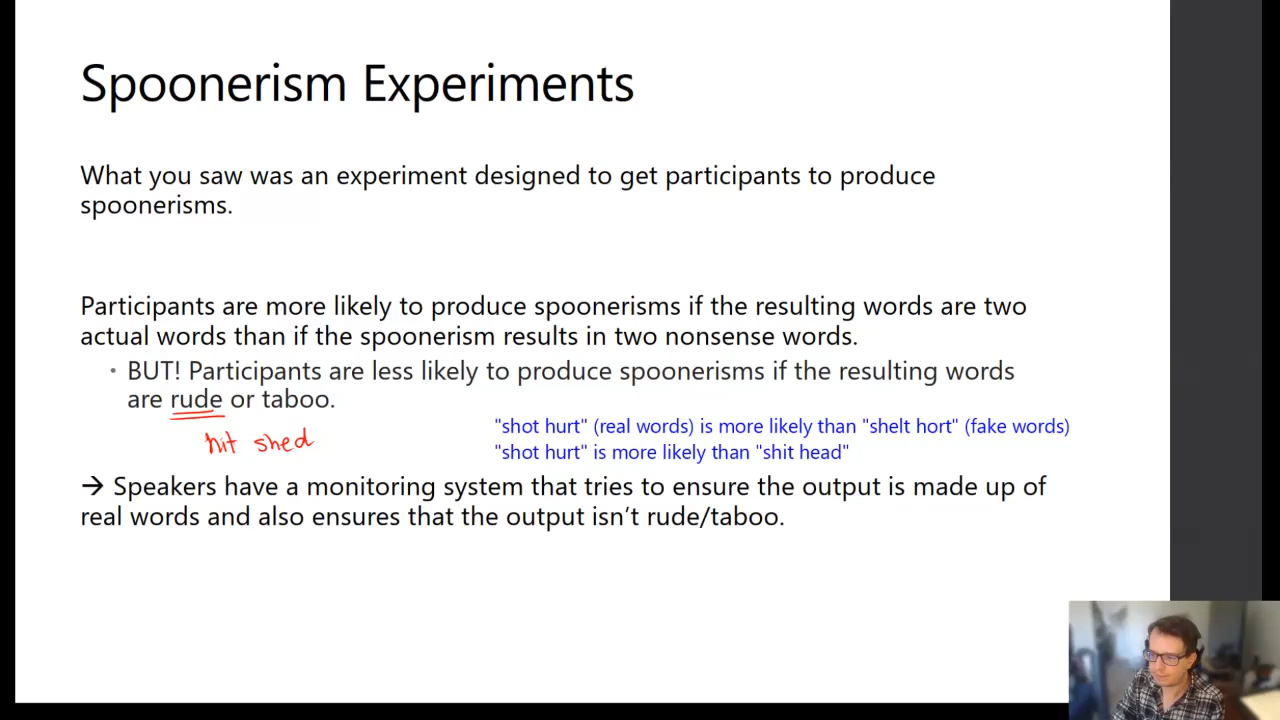 Spoonerism Experiments
What you saw was an experiment designed to get participants to produce
spoonerisms.
Participants are more likely to produce spoonerisms if the resulting words are two
actual words than if the spoonerism results in two nonsense words.
• BUT! Participants are less likely to produce spoonerisms if the resulting words
are rude or taboo.
"shot hurt" (real words) is more likely than "shelt hort" (fake words)
hit shed
"shot hurt" is more likely than "shit head"
→ Speakers have a monitoring system that tries to ensure the output is made up of
real words and also ensures that the output isn’t rude/taboo.